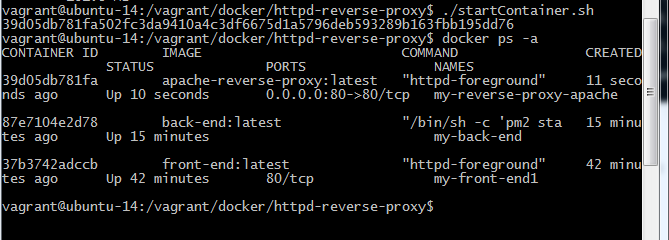 vagrant@ubuntu-14:/vagrant/docker/httpd-reverse-proxy$ ./startContainer.sh
39d05db781fa502fc3da9410a4c3df6675d1a5796deb593289b163fbb195dd76
vagrant@ubuntu-14:/vagrant/docker/httpd-reverse-proxy$ docker ps -a
CONTAINER ID        IMAGE                         COMMAND                CREATED
             STATUS              PORTS                NAMES
39d05db781fa        apache-reverse-proxy:latest   "httpd-foreground"     11 seco
nds ago      Up 10 seconds       0.0.0.0:80->80/tcp   my-reverse-proxy-apache
87e7104e2d78        back-end:latest               "/bin/sh -c 'pm2 sta   15 minu
tes ago      Up 15 minutes                            my-back-end
37b3742adccb        front-end:latest              "httpd-foreground"     42 minu
tes ago      Up 42 minutes       80/tcp               my-front-end1
vagrant@ubuntu-14:/vagrant/docker/httpd-reverse-proxy$